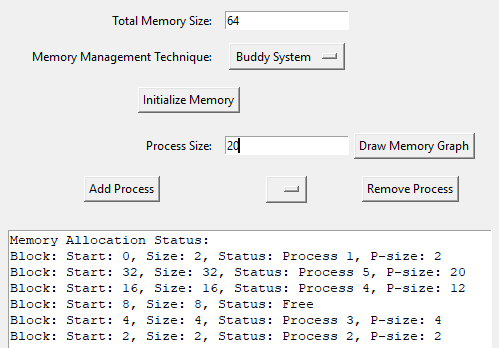 Total Memory Size: 64
Memory Management Technique: Buddy System
Initialize Memory
Process Size: 20 Draw Memory Graph
Add Process Remove Process
Memory Allocation Status:
Block: Start: 0, Size: 2, Status: Process 1, P-size: 2
Block: Start: 32, Size: 32, Status: Process 5, P-size: 20
Block: Start: 16, Size: 16, Status: Process 4, P-size: 12
Block: Start: 8, Size: 8, Status: Free
Block: Start: 4, Size: 4, Status: Process 3, P-size: 4
Block: Start: 2, Size: 2, Status: Process 2, P-size: 2